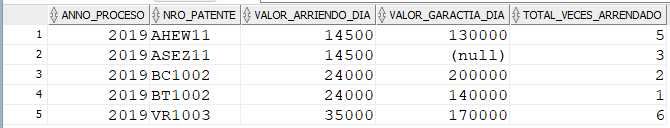 ANNO_PROCESO NRO_PATENTE VALOR_ARRIENDO_DIA VALOR_GARACTIA_DIA TOTAL_VECES_ARRENDADO
1 2019 AHEW11 14500 130000 5
2 2019 ASEZ11 14500 (null) 3
3 2019 BC1002 24000 200000 2
4 2019 BT1002 24000 140000 1
5 2019 VR1003 35000 170000 6